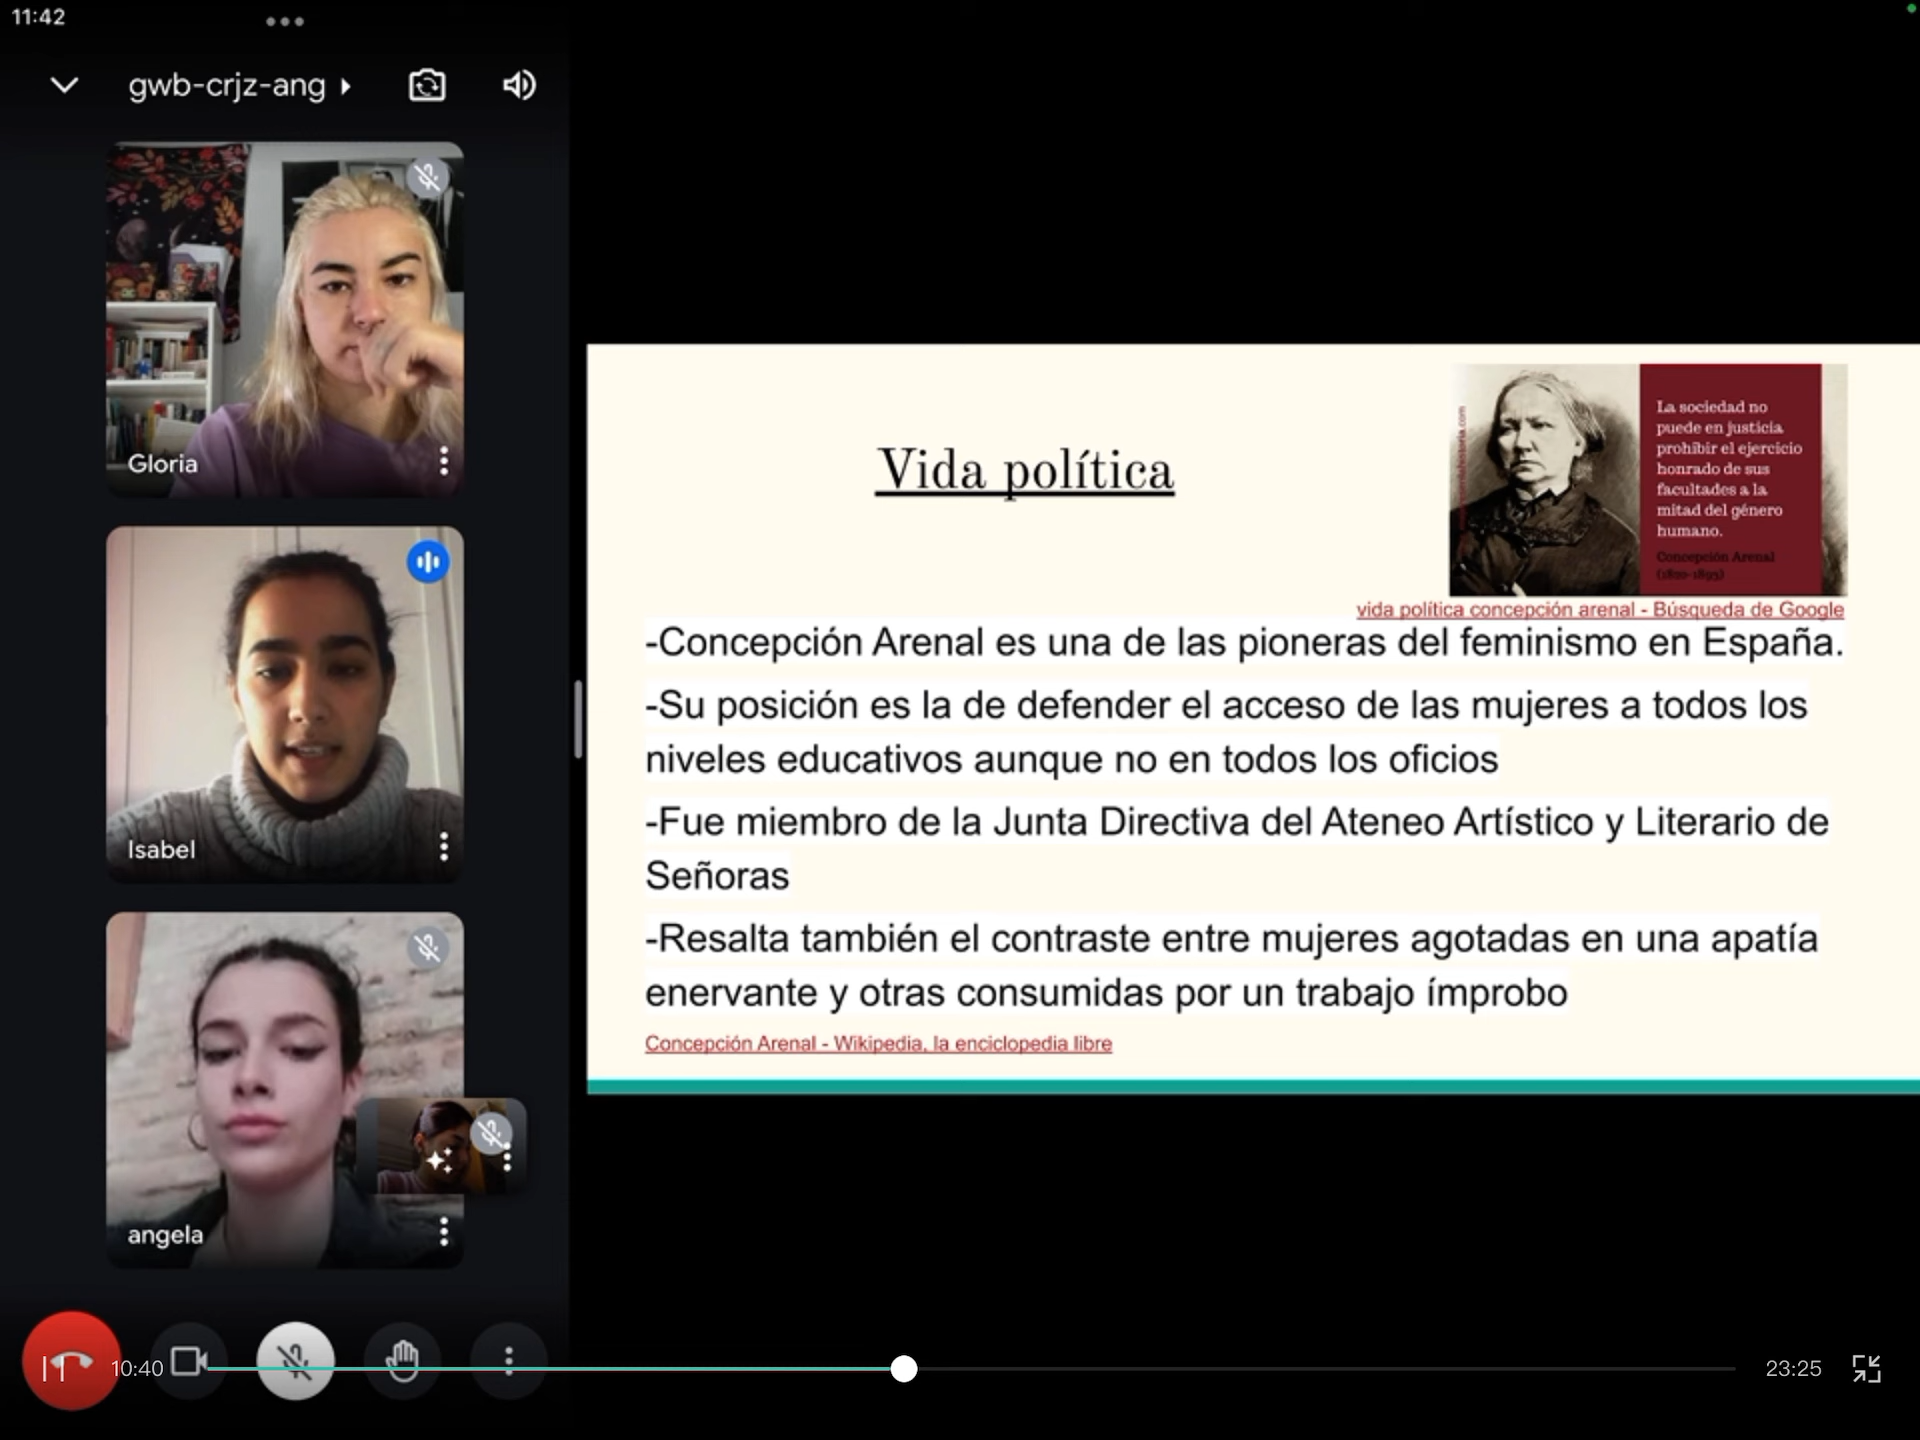 11:42
gwb-crjz-ang
Gloria
Isabel
angela
Vida política
La sociedad no
puede en justicia
prohibir el ejercicio
honrado de sus
facultades a la
mitad del género
humano.
Concepción Arenal
(1820-1893)
vida política concepción arenal - Búsqueda de Google
-Concepción Arenal es una de las pioneras del feminismo en España.
-Su posición es la de defender el acceso de las mujeres a todos los
niveles educativos aunque no en todos los oficios
-Fue miembro de la Junta Directiva del Ateneo Artístico y Literario de
Señoras
-Resalta también el contraste entre mujeres agotadas en una apatía
enervante y otras consumidas por un trabajo ímprobo
Concepción Arenal - Wikipedia, la enciclopedia libre
10:40
23:25